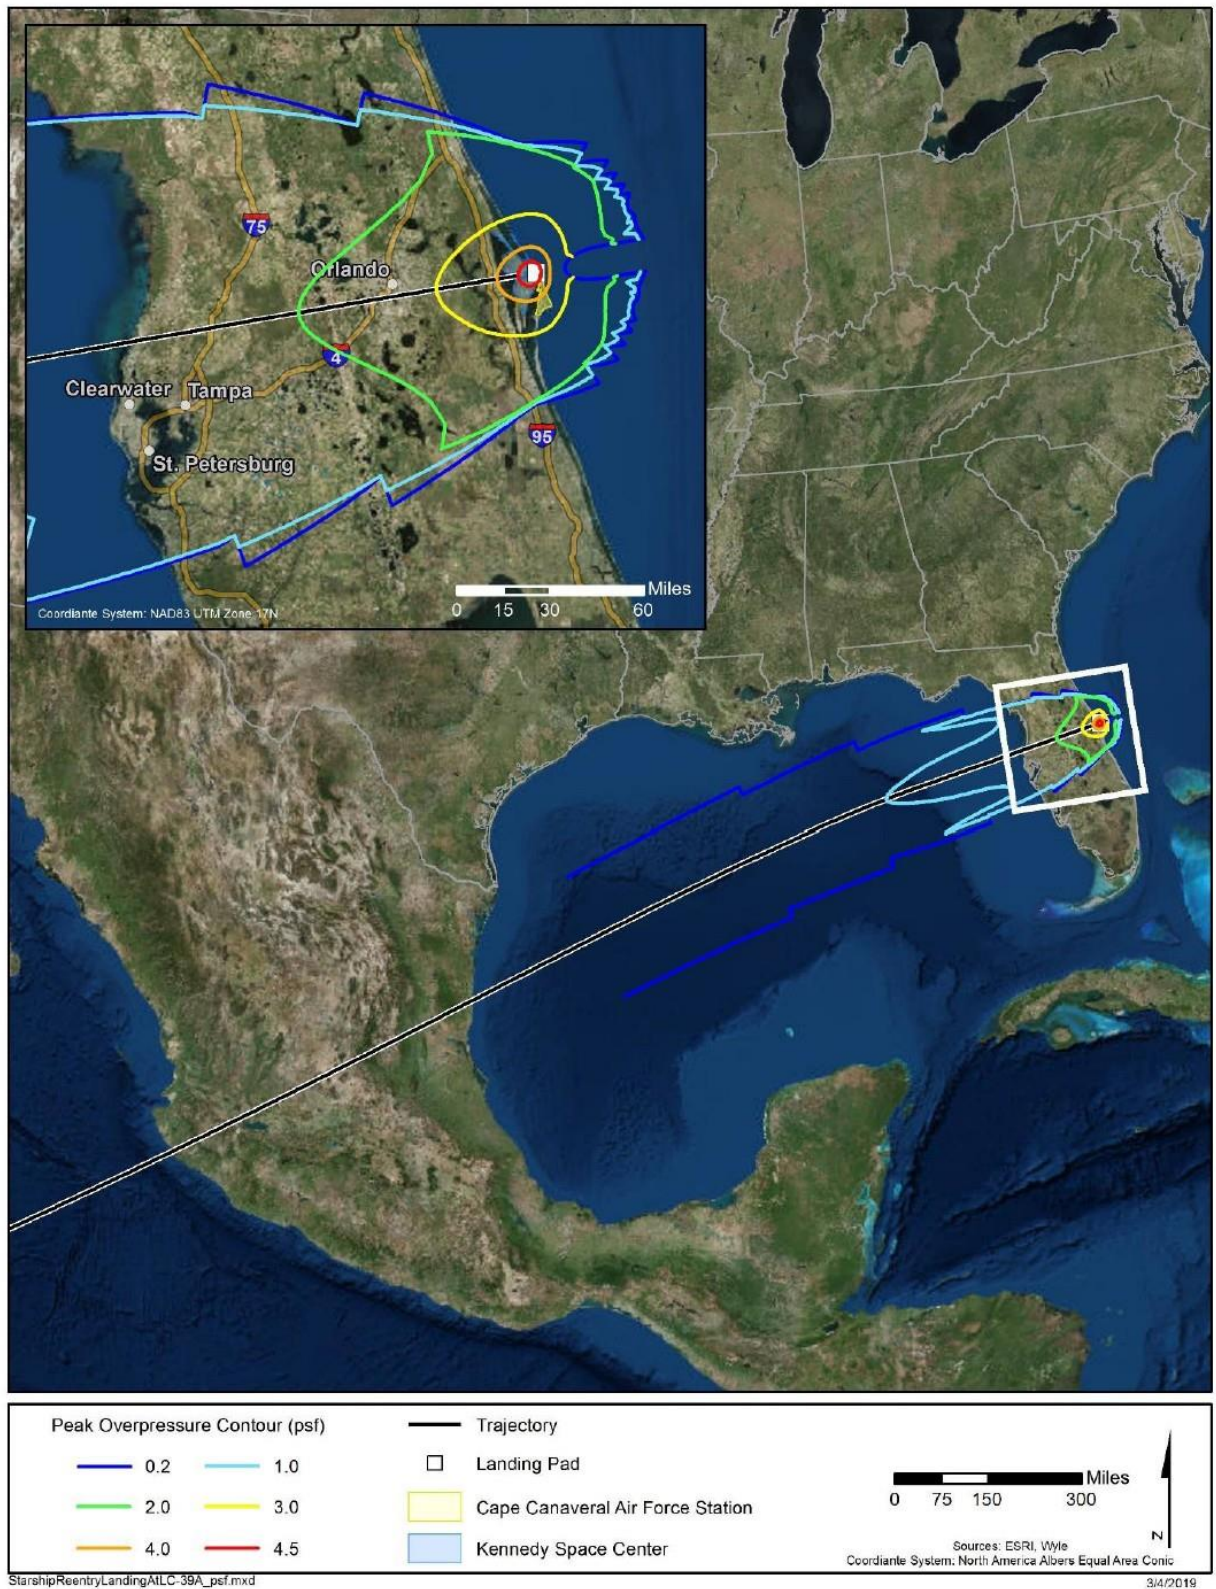 75
Orlando
4
Clearwater
Tampa
St. Petersburg
95
Miles
0 15 30 60
Coordiante System: NAD83 UTM Zone 17N
Peak Overpressure Contour (psf)
0.2
1.0
2.0
3.0
4.0
4.5
Trajectory
Landing Pad
Cape Canaveral Air Force Station
Kennedy Space Center
Miles
0 75 150 300
Z
Sources: ESRI, Wyle
Coordiante System: North America Albers Equal Area Conic
StarshipReentryLandingAtLC-39A_psf.mxd
3/4/2019